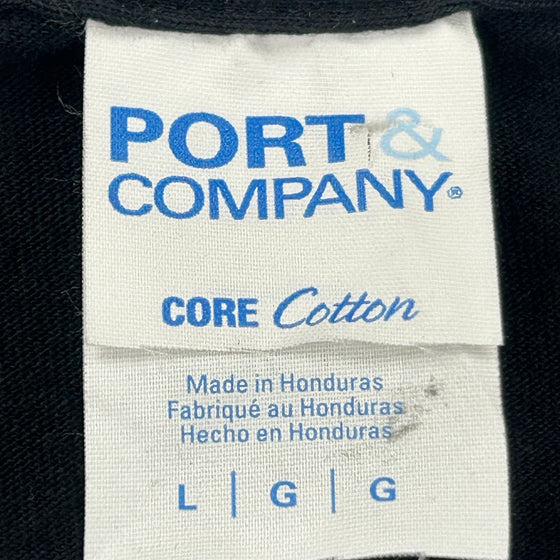 PORT &
COMPANY®
CORE Cotton
Made in Honduras
Fabriqué au Honduras
Hecho en Honduras
L | G | G